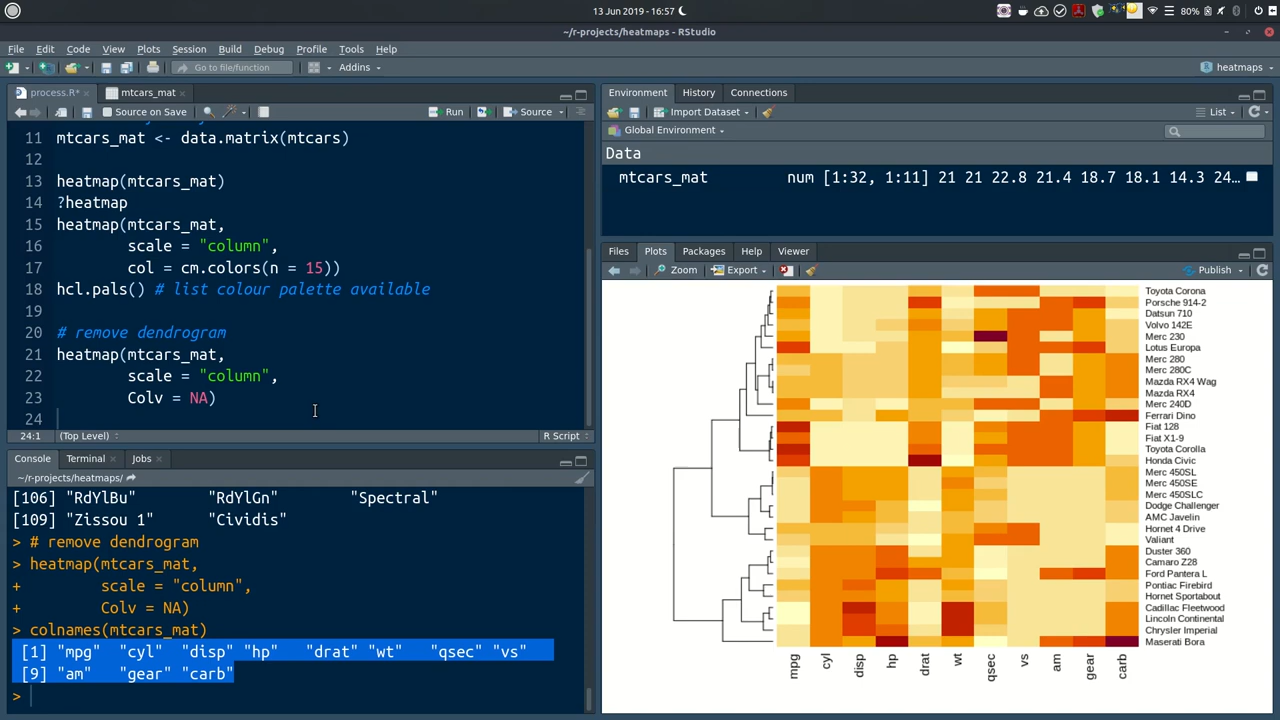 13 Jun 2019 - 16:57
80%
~/r-projects/heatmaps - RStudio
File Edit Code View Plots Session Build Debug Profile Tools Help
Go to file/function
Addins
heatmaps
process.R*
mtcars_mat
Source on Save
Run
Source
11 mtcars_mat <- data.matrix(mtcars)
12
13 heatmap(mtcars_mat)
14 ?heatmap
15 heatmap(mtcars_mat,
16 scale = "column",
17 col = cm.colors(n = 15))
18 hcl.pals() # list colour palette available
19
20 # remove dendrogram
21 heatmap(mtcars_mat,
22 scale = "column",
23 Colv = NA)
24
24:1 (Top Level) R Script
Console Terminal Jobs
~/r-projects/heatmaps/
[106] "RdYlBu" "RdYlGn" "Spectral"
[109] "Zissou 1" "Cividis"
> # remove dendrogram
> heatmap(mtcars_mat,
+ scale = "column",
+ Colv = NA)
> colnames(mtcars_mat)
[1] "mpg" "cyl" "disp" "hp" "drat" "wt" "qsec" "vs"
[9] "am" "gear" "carb"
>
Environment History Connections
Import Dataset
List
Global Environment
Data
mtcars_mat num [1:32, 1:11] 21 21 22.8 21.4 18.7 18.1 14.3 24…
Files Plots Packages Help Viewer
Zoom Export Publish
Toyota Corona
Porsche 914-2
Datsun 710
Volvo 142E
Merc 230
Lotus Europa
Merc 280
Merc 280C
Mazda RX4 Wag
Mazda RX4
Merc 240D
Ferrari Dino
Fiat 128
Fiat X1-9
Toyota Corolla
Honda Civic
Merc 450SL
Merc 450SE
Merc 450SLC
Dodge Challenger
AMC Javelin
Hornet 4 Drive
Valiant
Duster 360
Camaro Z28
Ford Pantera L
Pontiac Firebird
Hornet Sportabout
Cadillac Fleetwood
Lincoln Continental
Chrysler Imperial
Maserati Bora
mpg cyl disp hp drat wt qsec vs am gear carb